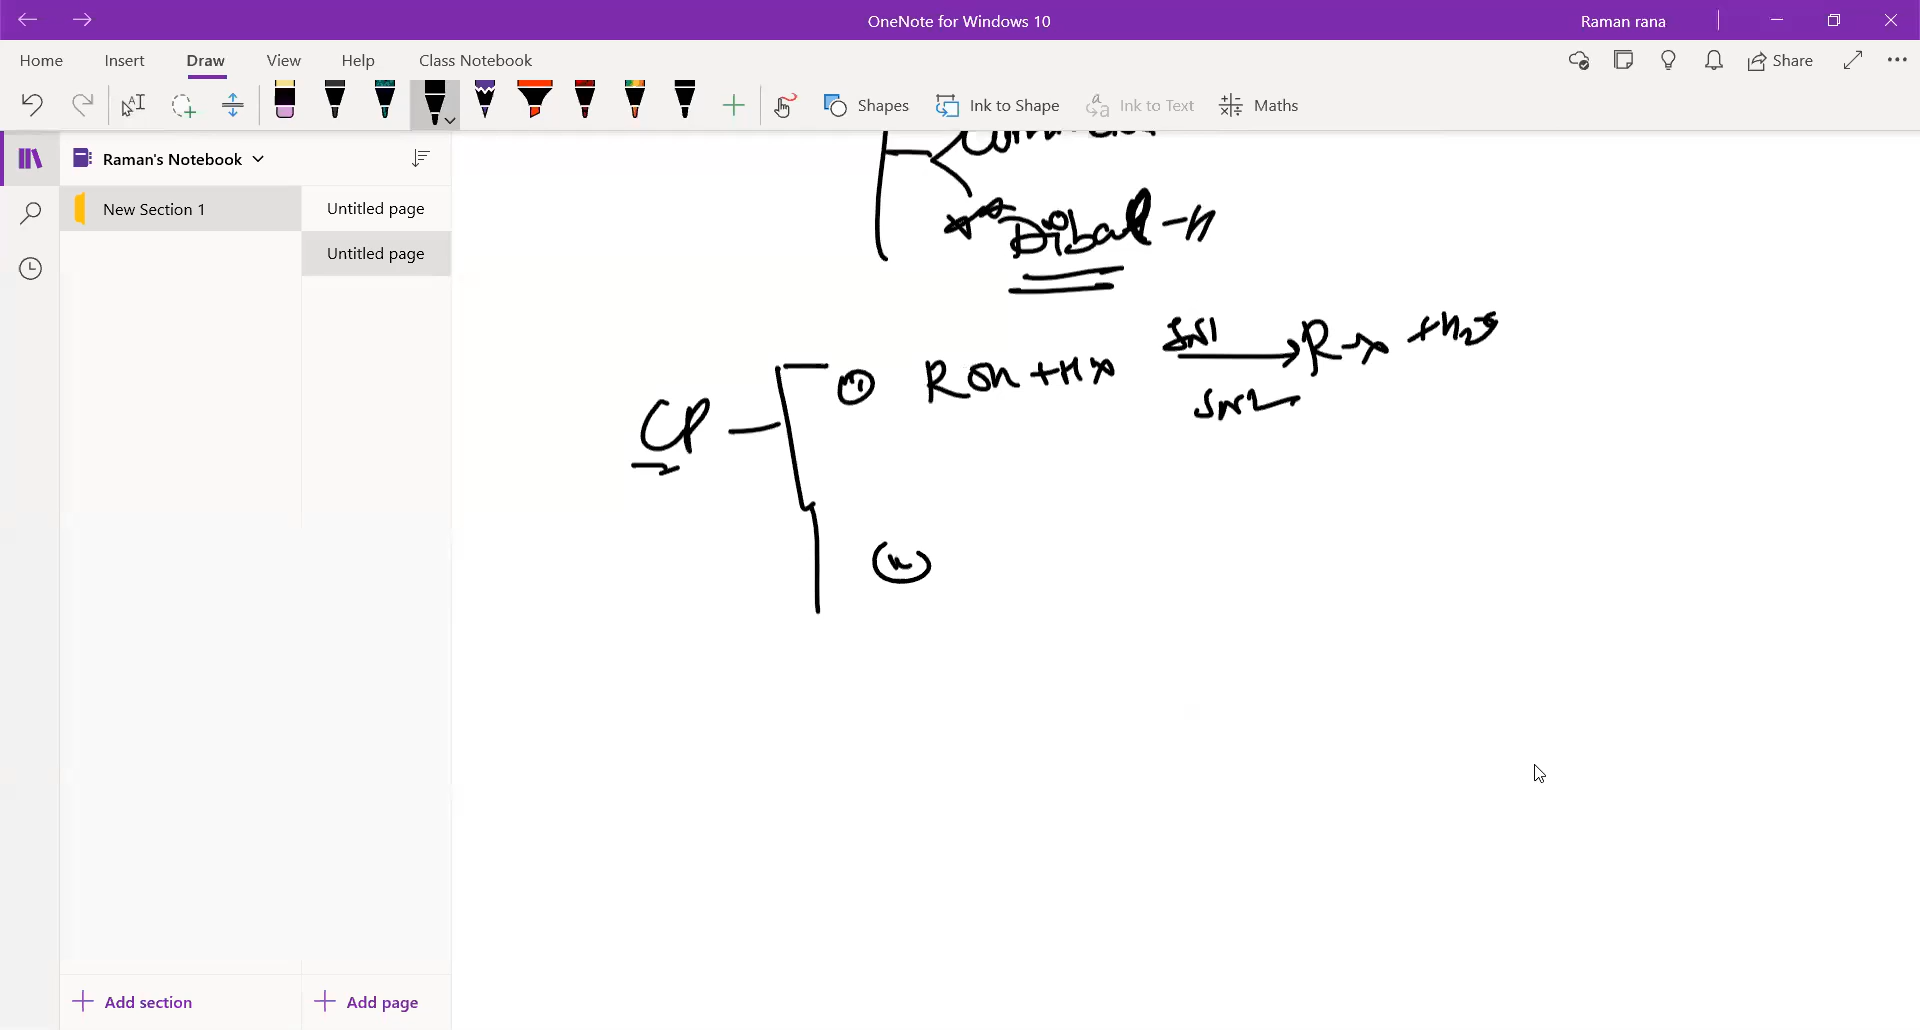 OneNote for Windows 10
Raman rana
Home Insert Draw View Help Class Notebook
Share
Shapes Ink to Shape Ink to Text Maths
Raman's Notebook
New Section 1
Untitled page
Untitled page
Dibal-H
SN1
ROH + HX → R-X + H2O
SN2
CP
Add section
Add page